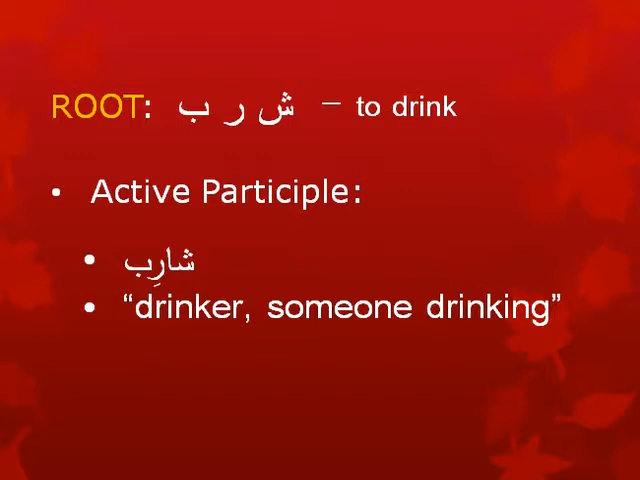 ROOT: ش ر ب – to drink
• Active Participle:
• شارِب
• “drinker, someone drinking”